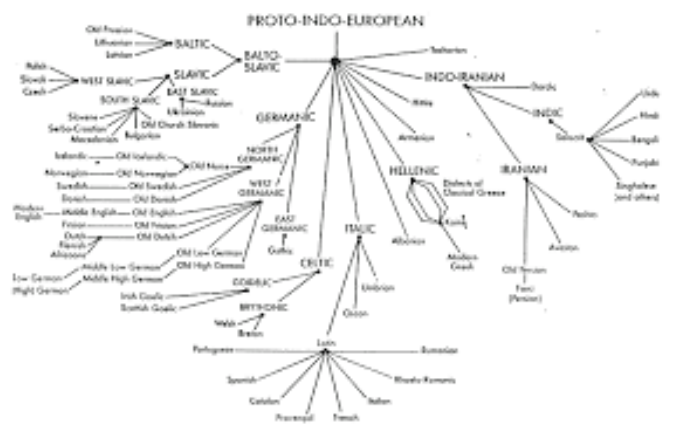 PROTO-INDO-EUROPEAN
Old Prussian
Lithuanian
Latvian
BALTIC
BALTO-
SLAVIC
Tocharian
Polish
Slovak
Czech
WEST SLAVIC
SLAVIC
INDO-IRANIAN
Dardic
EAST SLAVIC
Russian
Ukrainian
SOUTH SLAVIC
Old Church Slavonic
Bulgarian
Slovene
Serbo-Croatian
Macedonian
GERMANIC
Armenian
INDIC
Sanskrit
Urdu
Hindi
Bengali
Punjabi
Singhalese
(and others)
NORTH
GERMANIC
Icelandic
Old Icelandic
Old Norse
Norwegian
Old Norwegian
Swedish
Old Swedish
Danish
Old Danish
WEST
GERMANIC
Modern
English
Middle English
Old English
Frisian
Old Frisian
Dutch
Flemish
Afrikaans
Old Dutch
EAST
GERMANIC
Gothic
Old Low German
Middle Low German
Low German
Old High German
Middle High German
(High) German
HELLENIC
Dialects of
Classical Greece
Modern
Greek
IRANIAN
Avestan
Old Persian
Farsi
(Persian)
Albanian
ITALIC
Umbrian
Oscan
CELTIC
GOIDELIC
Irish Gaelic
Scottish Gaelic
BRYTHONIC
Welsh
Breton
Latin
Portuguese
Spanish
Catalan
Provençal
French
Italian
Rhaeto-Romanic
Rumanian